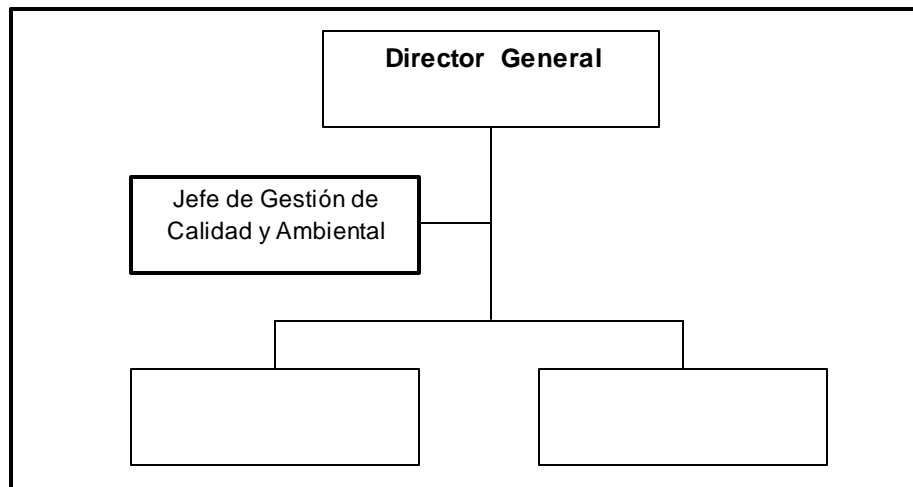 Director General
Jefe de Gestión de
Calidad y Ambiental